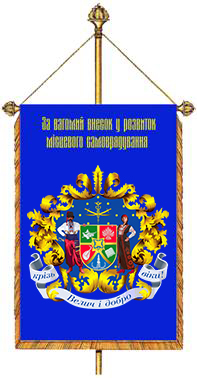 За вагомий внесок у розвиток
місцевого самоврядування
крізь
віки!
Велич і добро